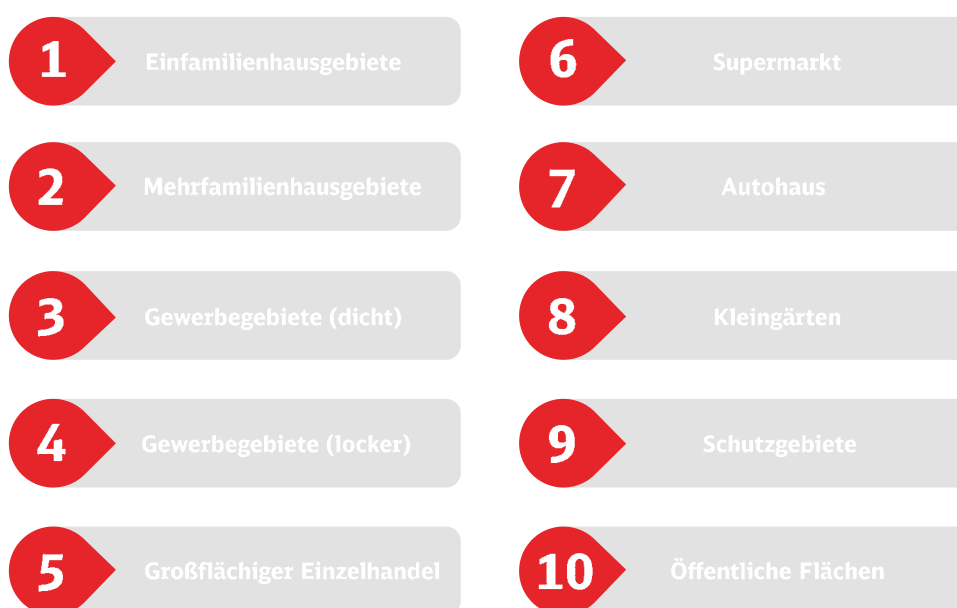 1 Einfamilienhausgebiete
2 Mehrfamilienhausgebiete
3 Gewerbegebiete (dicht)
4 Gewerbegebiete (locker)
5 Großflächiger Einzelhandel
6 Supermarkt
7 Autohaus
8 Kleingärten
9 Schutzgebiete
10 Öffentliche Flächen